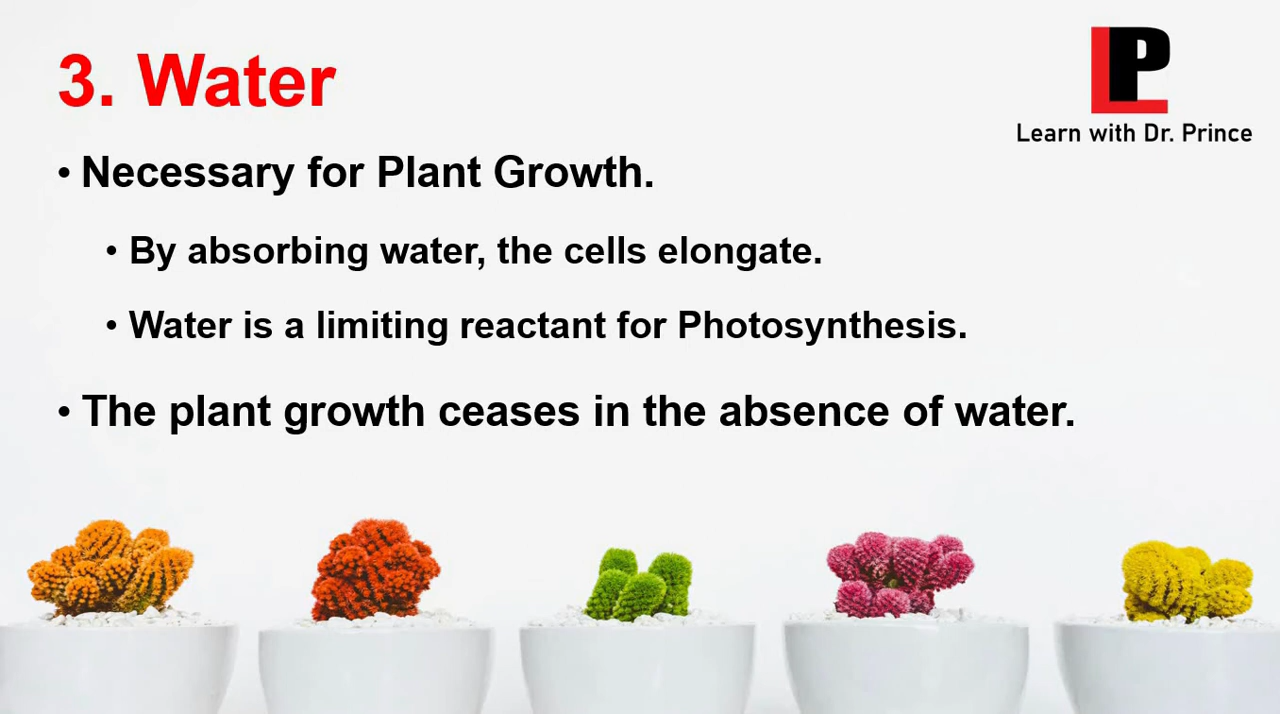 3. Water
LP
Learn with Dr. Prince
• Necessary for Plant Growth.
• By absorbing water, the cells elongate.
• Water is a limiting reactant for Photosynthesis.
• The plant growth ceases in the absence of water.